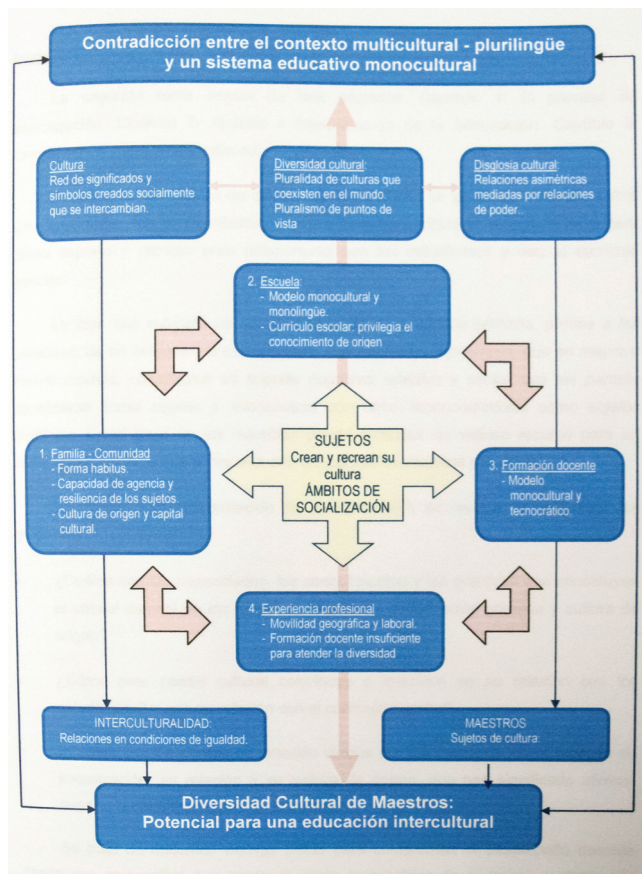 Contradicción entre el contexto multicultural - plurilingüe
y un sistema educativo monocultural
Cultura:
Red de significados y
símbolos creados socialmente
que se intercambian.
Diversidad cultural:
Pluralidad de culturas que
coexisten en el mundo.
Pluralismo de puntos de
vista
Disglosia cultural:
Relaciones asimétricas
mediadas por relaciones
de poder..
2. Escuela:
- Modelo monocultural y
monolingüe.
- Currículo escolar: privilegia el
conocimiento de origen
1. Familia - Comunidad
- Forma habitus.
- Capacidad de agencia y
resiliencia de los sujetos.
- Cultura de origen y capital
cultural.
SUJETOS
Crean y recrean su
cultura
ÁMBITOS DE
SOCIALIZACIÓN
3. Formación docente
- Modelo
monocultural y
tecnocrático.
4. Experiencia profesional
- Movilidad geográfica y laboral.
- Formación docente insuficiente
para atender la diversidad
INTERCULTURALIDAD:
Relaciones en condiciones de igualdad.
MAESTROS
Sujetos de cultura:
Diversidad Cultural de Maestros:
Potencial para una educación intercultural